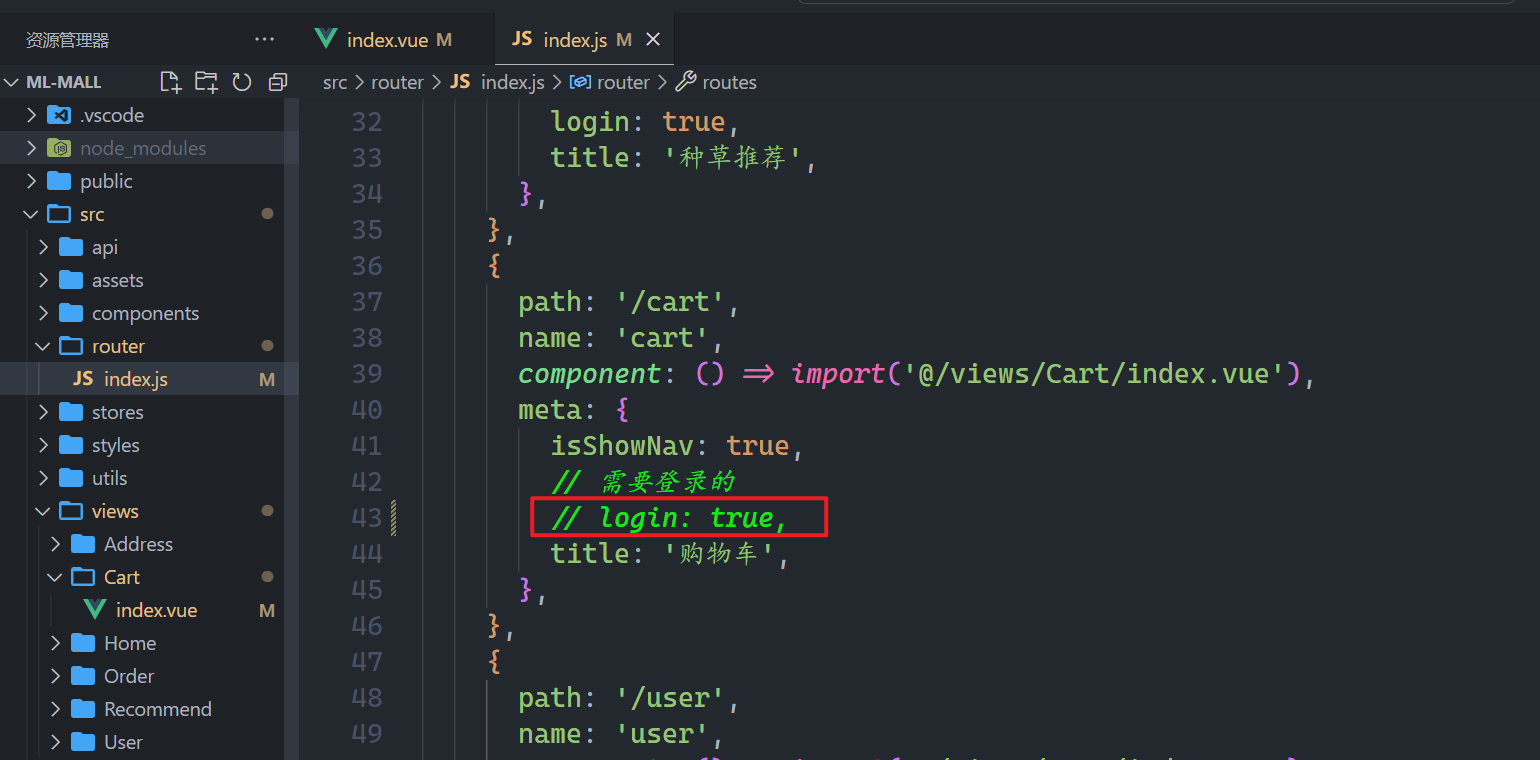 资源管理器 ···
index.vue M
JS index.js M
ML-MALL
src > router > JS index.js > router > routes
.vscode
node_modules
public
src
api
assets
components
router
JS index.js M
stores
styles
utils
views
Address
Cart
index.vue M
Home
Order
Recommend
User
32 login: true,
33 title: '种草推荐',
34 },
35 },
36 {
37 path: '/cart',
38 name: 'cart',
39 component: () => import('@/views/Cart/index.vue'),
40 meta: {
41 isShowNav: true,
42 // 需要登录的
43 // login: true,
44 title: '购物车',
45 },
46 },
47 {
48 path: '/user',
49 name: 'user',